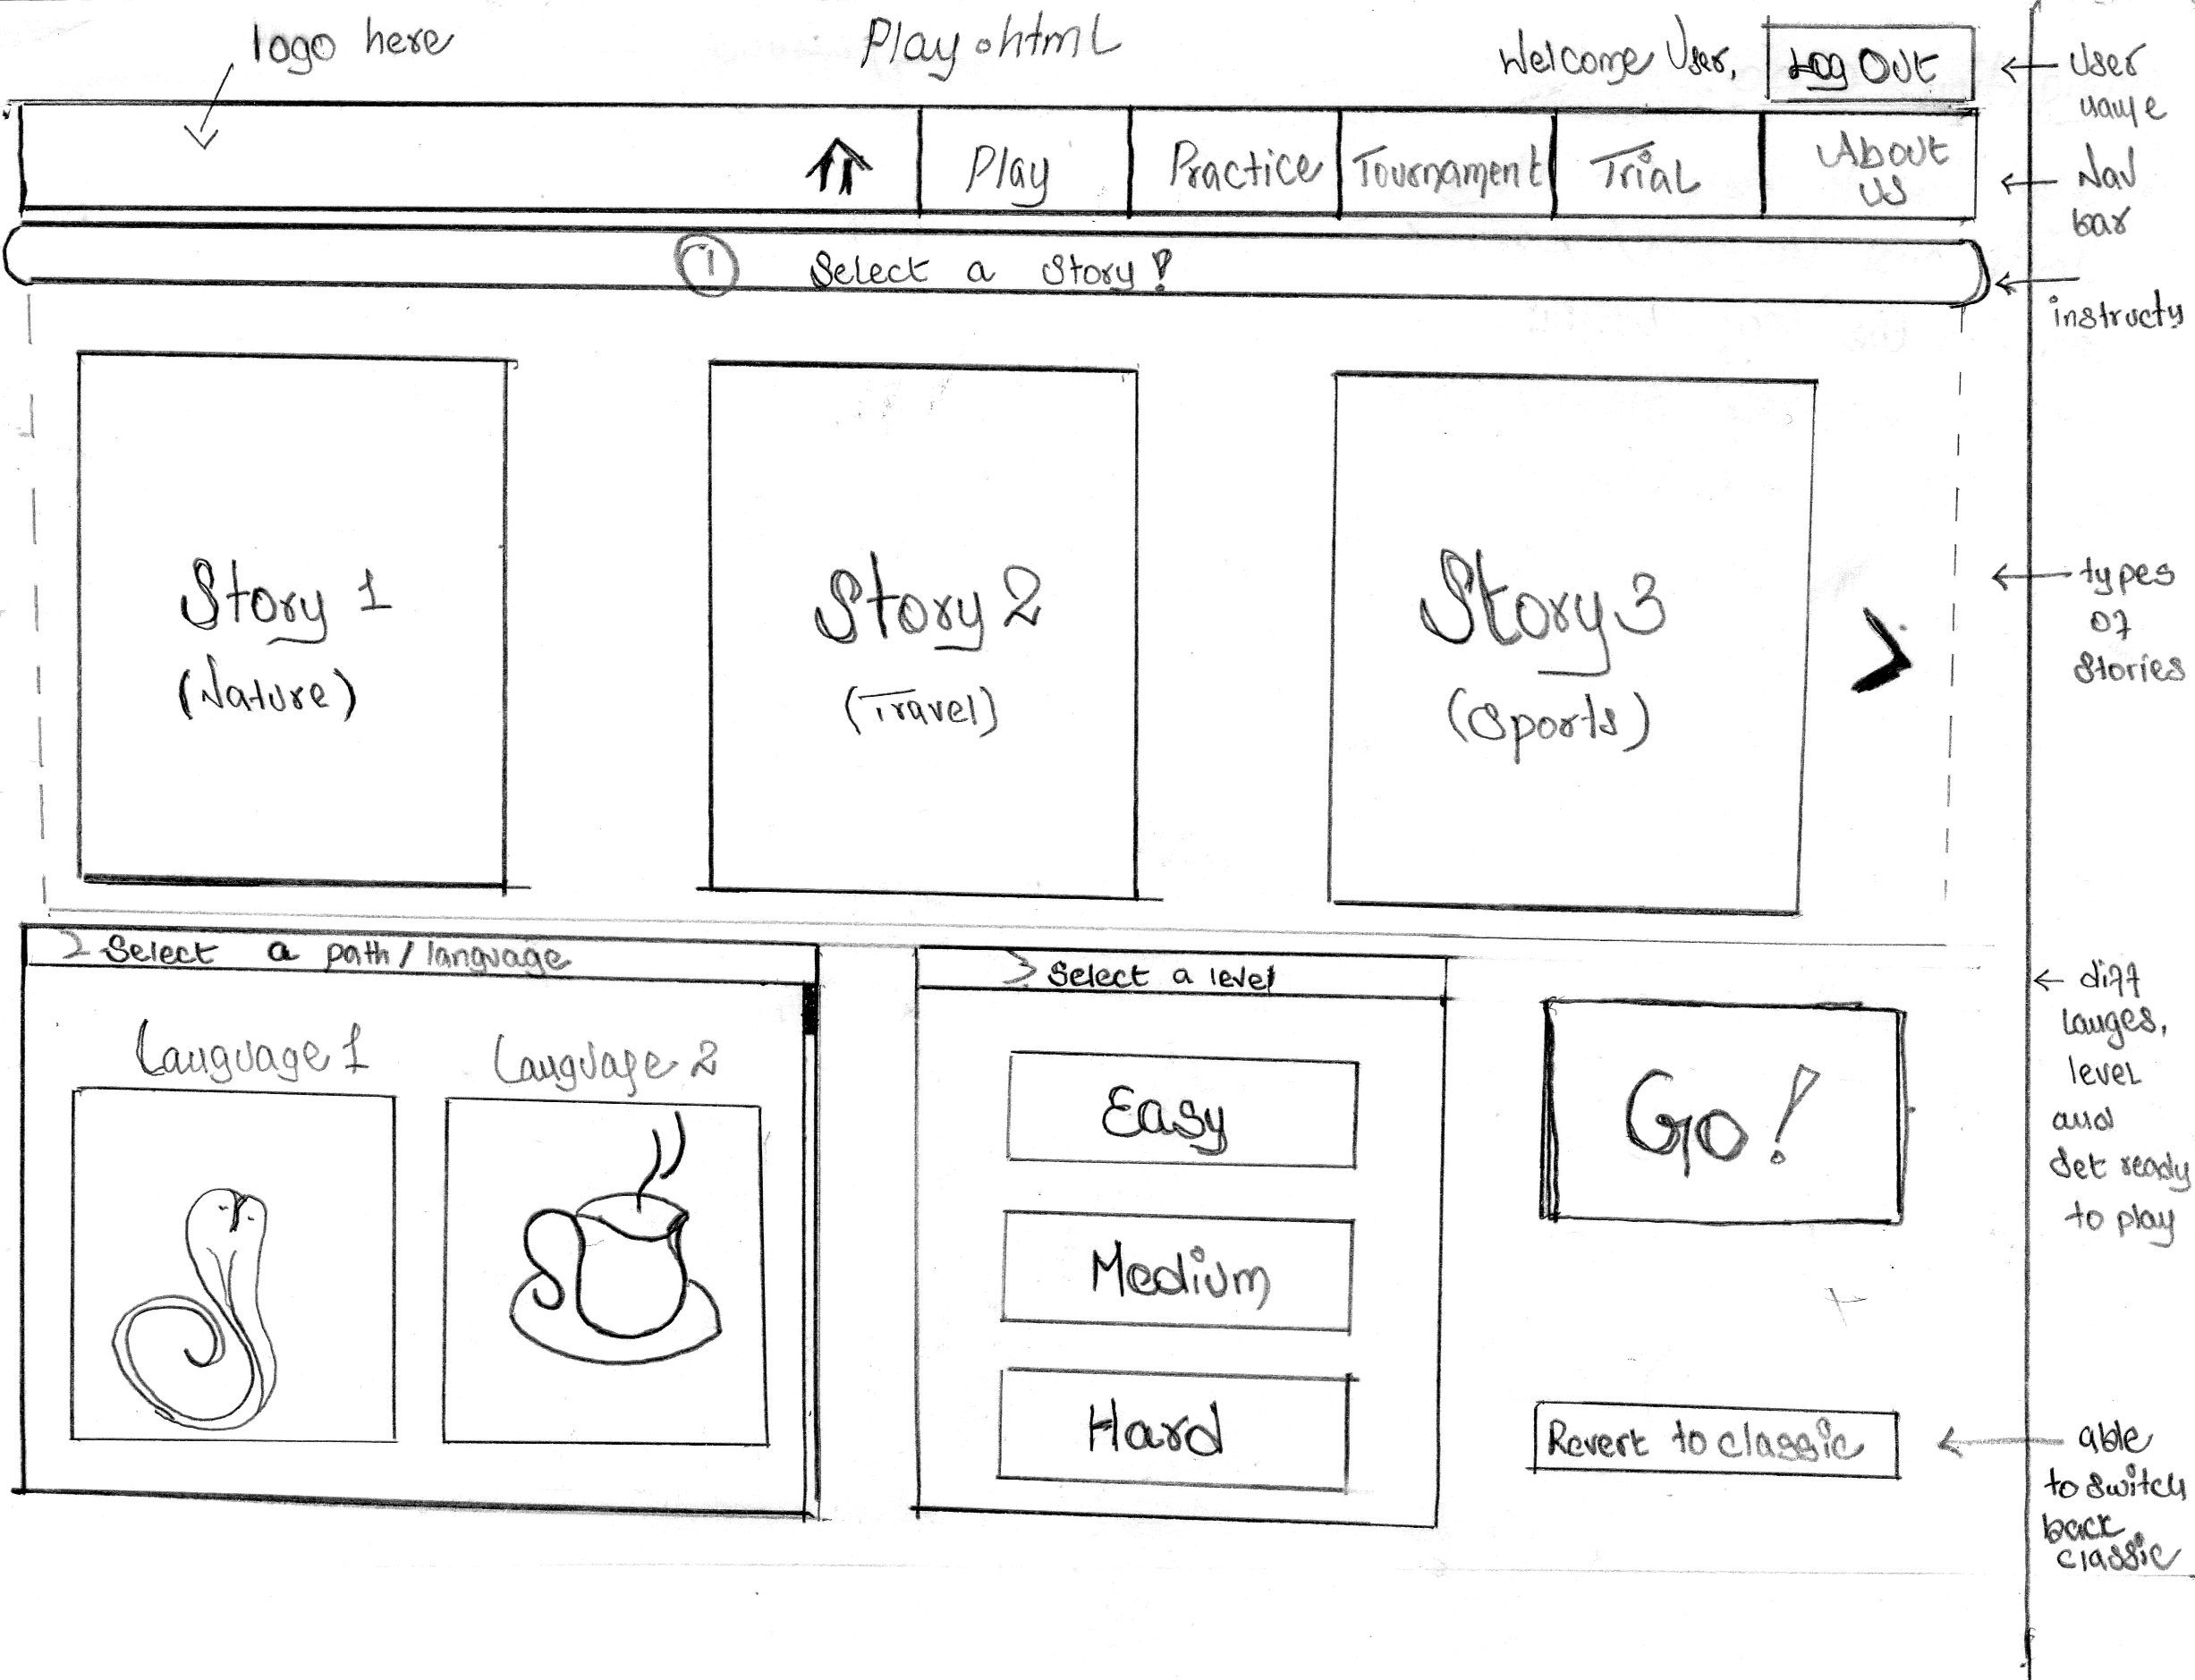 logo here
Play.html
Welcome User,
Log Out
Play
Practice
Tournament
Trial
About
us
1 Select a Story!
Story 1
(Nature)
Story 2
(Travel)
Story 3
(Sports)
>
2 Select a path/language
Language 1
Language 2
3 Select a level
Easy
Medium
Hard
Go!
Revert to classic
← User
name
← Nav
bar
←
← types
of
stories
← diff
langes,
level
and
Set ready
to play
← able
to switch
back
classic